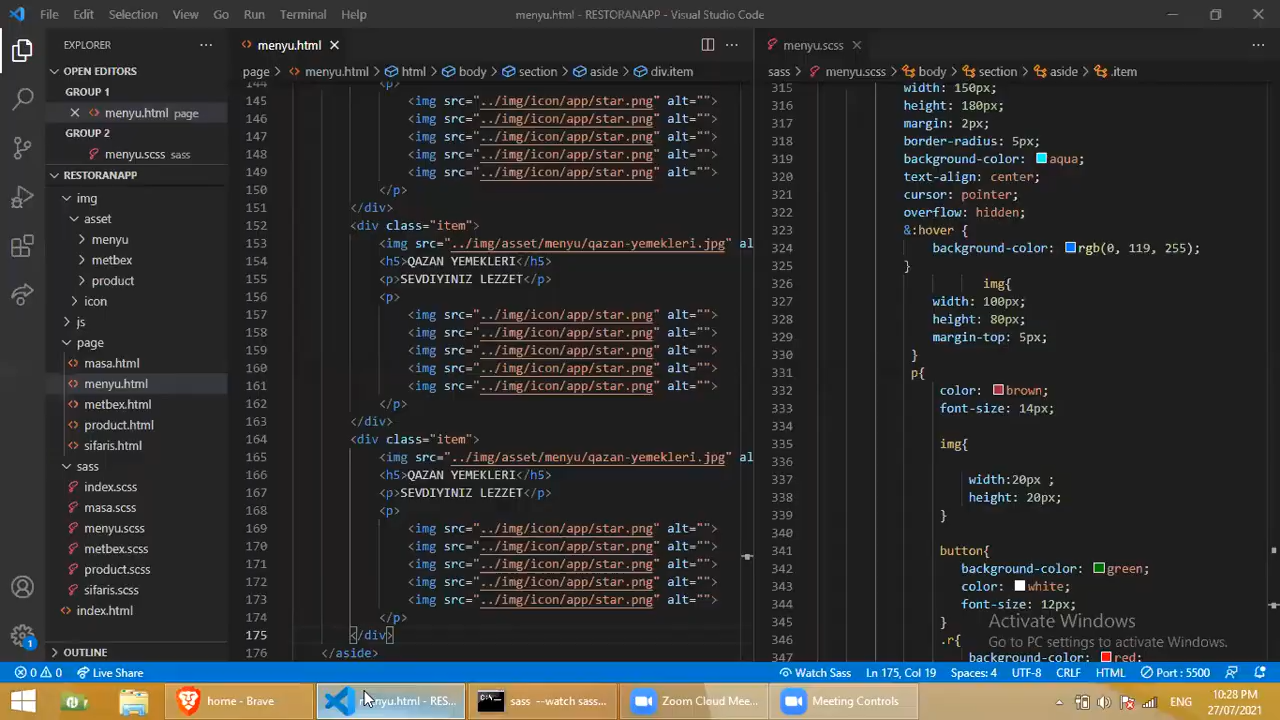 File Edit Selection View Go Run Terminal Help
menyu.html - RESTORANAPP - Visual Studio Code
EXPLORER
OPEN EDITORS
GROUP 1
menyu.html page
GROUP 2
menyu.scss sass
RESTORANAPP
img
asset
menyu
metbex
product
icon
js
page
masa.html
menyu.html
metbex.html
product.html
sifaris.html
sass
index.scss
masa.scss
menyu.scss
metbex.scss
product.scss
sifaris.scss
index.html
OUTLINE
menyu.html
page > menyu.html > html > body > section > aside > div.item
144 <p>
145 <img src="../img/icon/app/star.png" alt="">
146 <img src="../img/icon/app/star.png" alt="">
147 <img src="../img/icon/app/star.png" alt="">
148 <img src="../img/icon/app/star.png" alt="">
149 <img src="../img/icon/app/star.png" alt="">
150 </p>
151 </div>
152 <div class="item">
153 <img src="../img/asset/menyu/qazan-yemekleri.jpg" al
154 <h5>QAZAN YEMEKLERI</h5>
155 <p>SEVDIYINIZ LEZZET</p>
156 <p>
157 <img src="../img/icon/app/star.png" alt="">
158 <img src="../img/icon/app/star.png" alt="">
159 <img src="../img/icon/app/star.png" alt="">
160 <img src="../img/icon/app/star.png" alt="">
161 <img src="../img/icon/app/star.png" alt="">
162 </p>
163 </div>
164 <div class="item">
165 <img src="../img/asset/menyu/qazan-yemekleri.jpg" al
166 <h5>QAZAN YEMEKLERI</h5>
167 <p>SEVDIYINIZ LEZZET</p>
168 <p>
169 <img src="../img/icon/app/star.png" alt="">
170 <img src="../img/icon/app/star.png" alt="">
171 <img src="../img/icon/app/star.png" alt="">
172 <img src="../img/icon/app/star.png" alt="">
173 <img src="../img/icon/app/star.png" alt="">
174 </p>
175 </div>
176 </aside>
menyu.scss
sass > menyu.scss > body > section > aside > .item
315 width: 150px;
316 height: 180px;
317 margin: 2px;
318 border-radius: 5px;
319 background-color: aqua;
320 text-align: center;
321 cursor: pointer;
322 overflow: hidden;
323 &:hover {
324 background-color: rgb(0, 119, 255);
325 }
326 img{
327 width: 100px;
328 height: 80px;
329 margin-top: 5px;
330 }
331 p{
332 color: brown;
333 font-size: 14px;
334
335 img{
336
337 width:20px ;
338 height: 20px;
339 }
340
341 button{
342 background-color: green;
343 color: white;
344 font-size: 12px;
345 }
346 .r{
347 background-color: red;
Activate Windows
Go to PC settings to activate Windows.
0 0 Live Share
Watch Sass Ln 175, Col 19 Spaces: 4 UTF-8 CRLF HTML Port : 5500
1
home - Brave
menyu.html - RES...
sass --watch sass...
Zoom Cloud Mee...
Meeting Controls
ENG
10:28 PM
27/07/2021